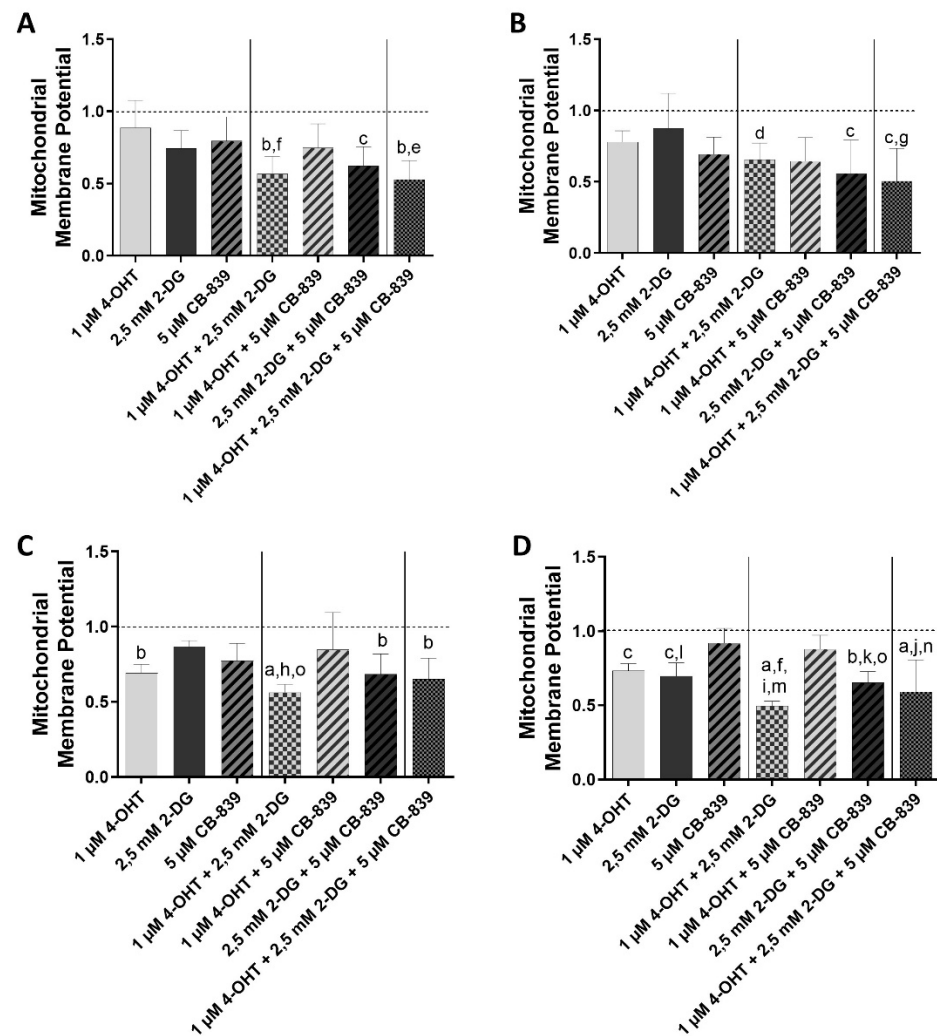 A
Mitochondrial
Membrane Potential
1.5
1.0
0.5
0.0
b,f
c
b,e
1 µM 4-OHT
2,5 mM 2-DG
5 µM CB-839
1 µM 4-OHT + 2,5 mM 2-DG
1 µM 4-OHT + 5 µM CB-839
2,5 mM 2-DG + 5 µM CB-839
1 µM 4-OHT + 2,5 mM 2-DG + 5 µM CB-839
B
Mitochondrial
Membrane Potential
1.5
1.0
0.5
0.0
d
c
c,g
1 µM 4-OHT
2,5 mM 2-DG
5 µM CB-839
1 µM 4-OHT + 2,5 mM 2-DG
1 µM 4-OHT + 5 µM CB-839
2,5 mM 2-DG + 5 µM CB-839
1 µM 4-OHT + 2,5 mM 2-DG + 5 µM CB-839
C
Mitochondrial
Membrane Potential
1.5
1.0
0.5
0.0
b
a,h,o
b
b
1 µM 4-OHT
2,5 mM 2-DG
5 µM CB-839
1 µM 4-OHT + 2,5 mM 2-DG
1 µM 4-OHT + 5 µM CB-839
2,5 mM 2-DG + 5 µM CB-839
1 µM 4-OHT + 2,5 mM 2-DG + 5 µM CB-839
D
Mitochondrial
Membrane Potential
1.5
1.0
0.5
0.0
c
c,l
a,f,
i,m
b,k,o
a,j,n
1 µM 4-OHT
2,5 mM 2-DG
5 µM CB-839
1 µM 4-OHT + 2,5 mM 2-DG
1 µM 4-OHT + 5 µM CB-839
2,5 mM 2-DG + 5 µM CB-839
1 µM 4-OHT + 2,5 mM 2-DG + 5 µM CB-839